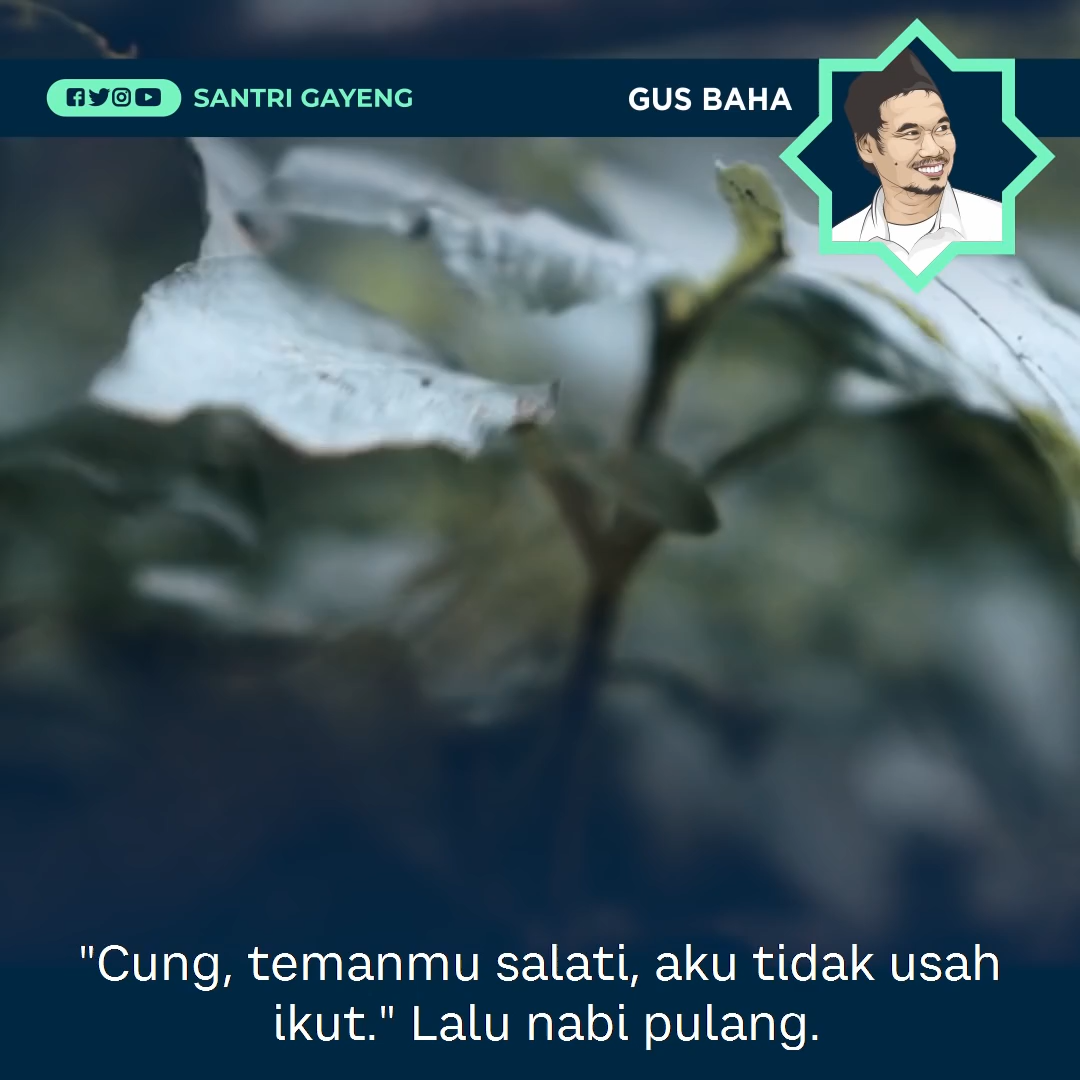 SANTRI GAYENG
GUS BAHA
"Cung, temanmu salati, aku tidak usah
ikut." Lalu nabi pulang.